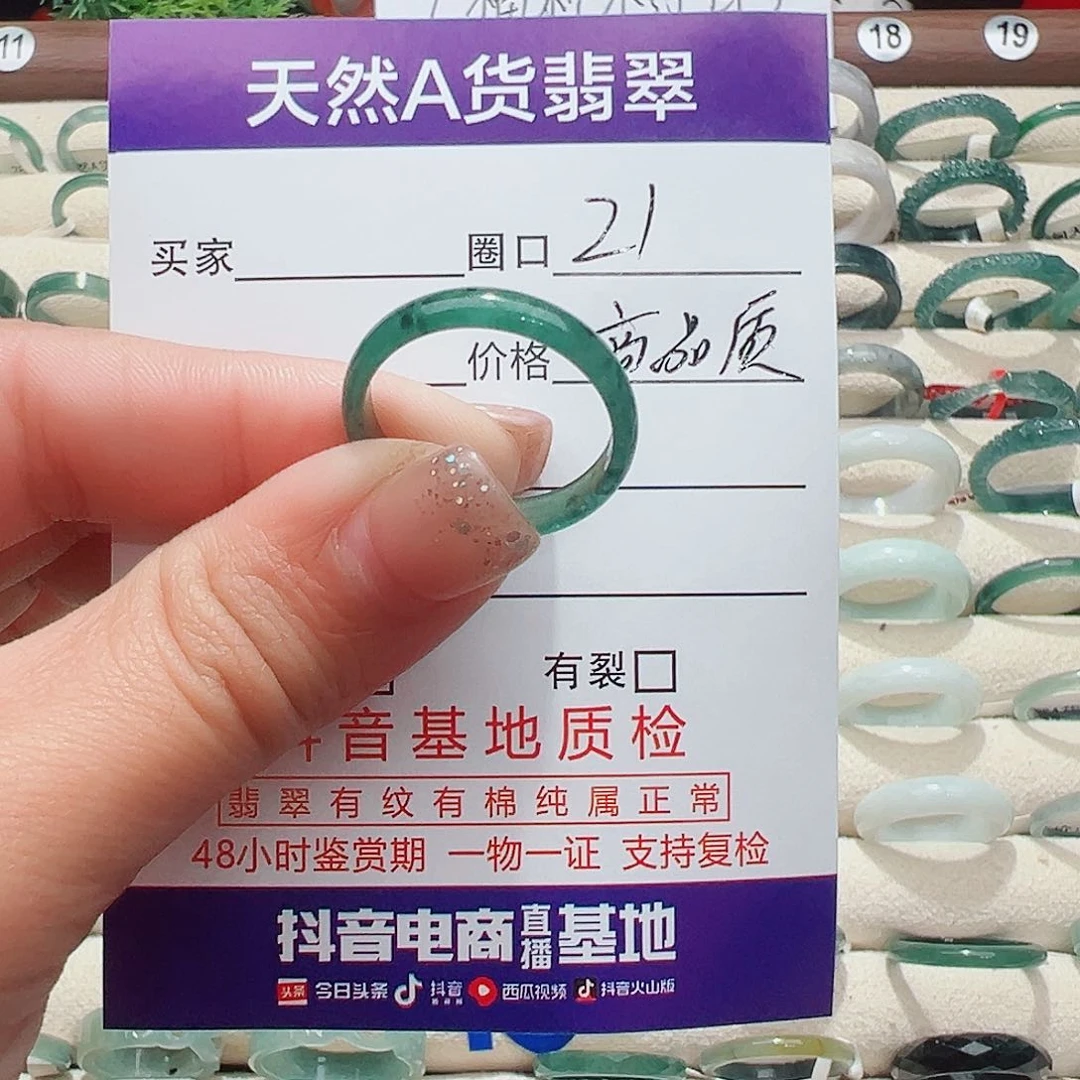 11
18
19
天然A货翡翠
买家 圈口 21
价格 高品质
有裂
音基地质检
翡翠有纹有棉纯属正常
48小时鉴赏期 一物一证 支持复检
抖音电商直播基地
头条 今日头条 抖音 西瓜视频 抖音火山版